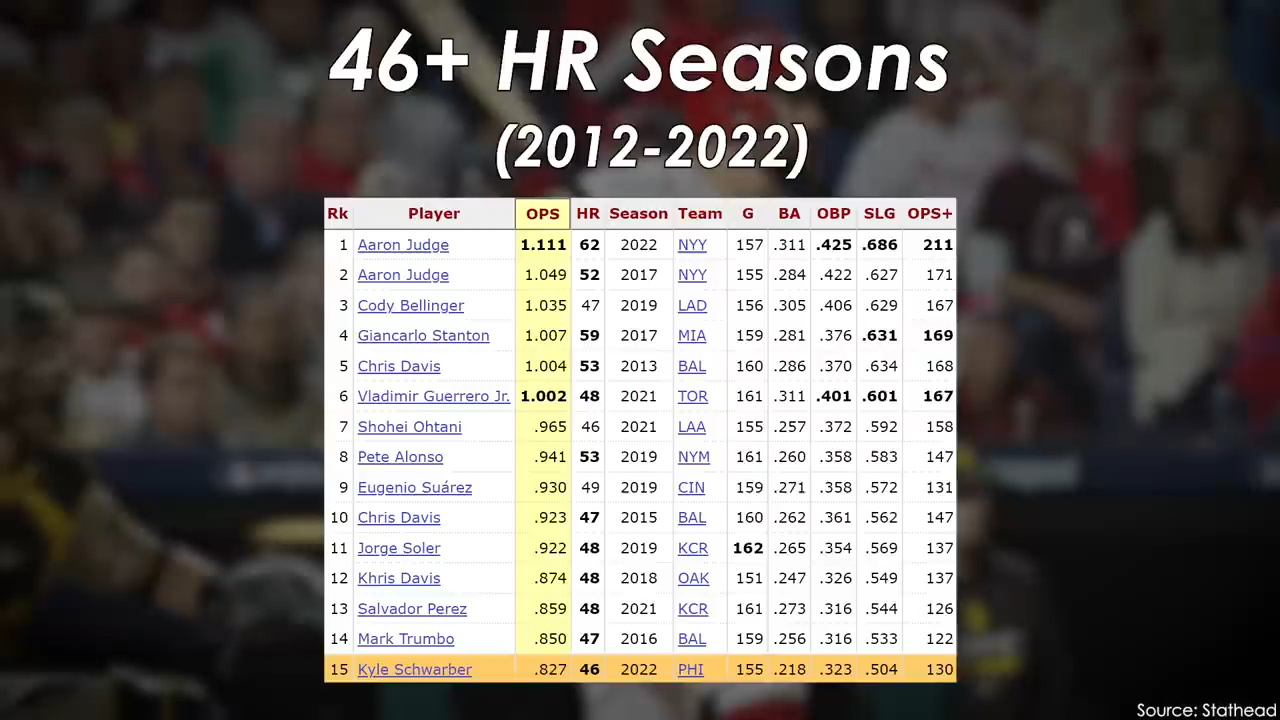 46+ HR Seasons
(2012-2022)
Rk Player OPS HR Season Team G BA OBP SLG OPS+
1 Aaron Judge 1.111 62 2022 NYY 157 .311 .425 .686 211
2 Aaron Judge 1.049 52 2017 NYY 155 .284 .422 .627 171
3 Cody Bellinger 1.035 47 2019 LAD 156 .305 .406 .629 167
4 Giancarlo Stanton 1.007 59 2017 MIA 159 .281 .376 .631 169
5 Chris Davis 1.004 53 2013 BAL 160 .286 .370 .634 168
6 Vladimir Guerrero Jr. 1.002 48 2021 TOR 161 .311 .401 .601 167
7 Shohei Ohtani .965 46 2021 LAA 155 .257 .372 .592 158
8 Pete Alonso .941 53 2019 NYM 161 .260 .358 .583 147
9 Eugenio Suárez .930 49 2019 CIN 159 .271 .358 .572 131
10 Chris Davis .923 47 2015 BAL 160 .262 .361 .562 147
11 Jorge Soler .922 48 2019 KCR 162 .265 .354 .569 137
12 Khris Davis .874 48 2018 OAK 151 .247 .326 .549 137
13 Salvador Perez .859 48 2021 KCR 161 .273 .316 .544 126
14 Mark Trumbo .850 47 2016 BAL 159 .256 .316 .533 122
15 Kyle Schwarber .827 46 2022 PHI 155 .218 .323 .504 130
Source: Stathead